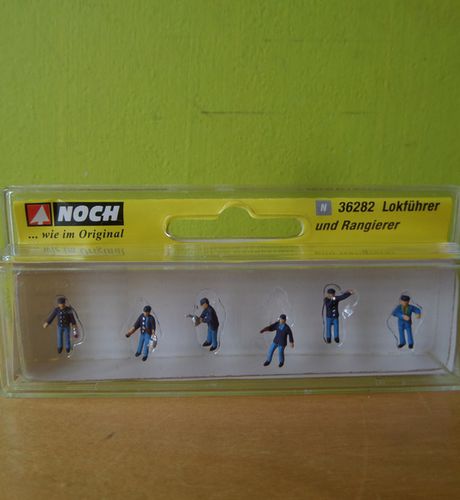 NOCH
... wie im Original
N 36282 Lokführer
und Rangierer